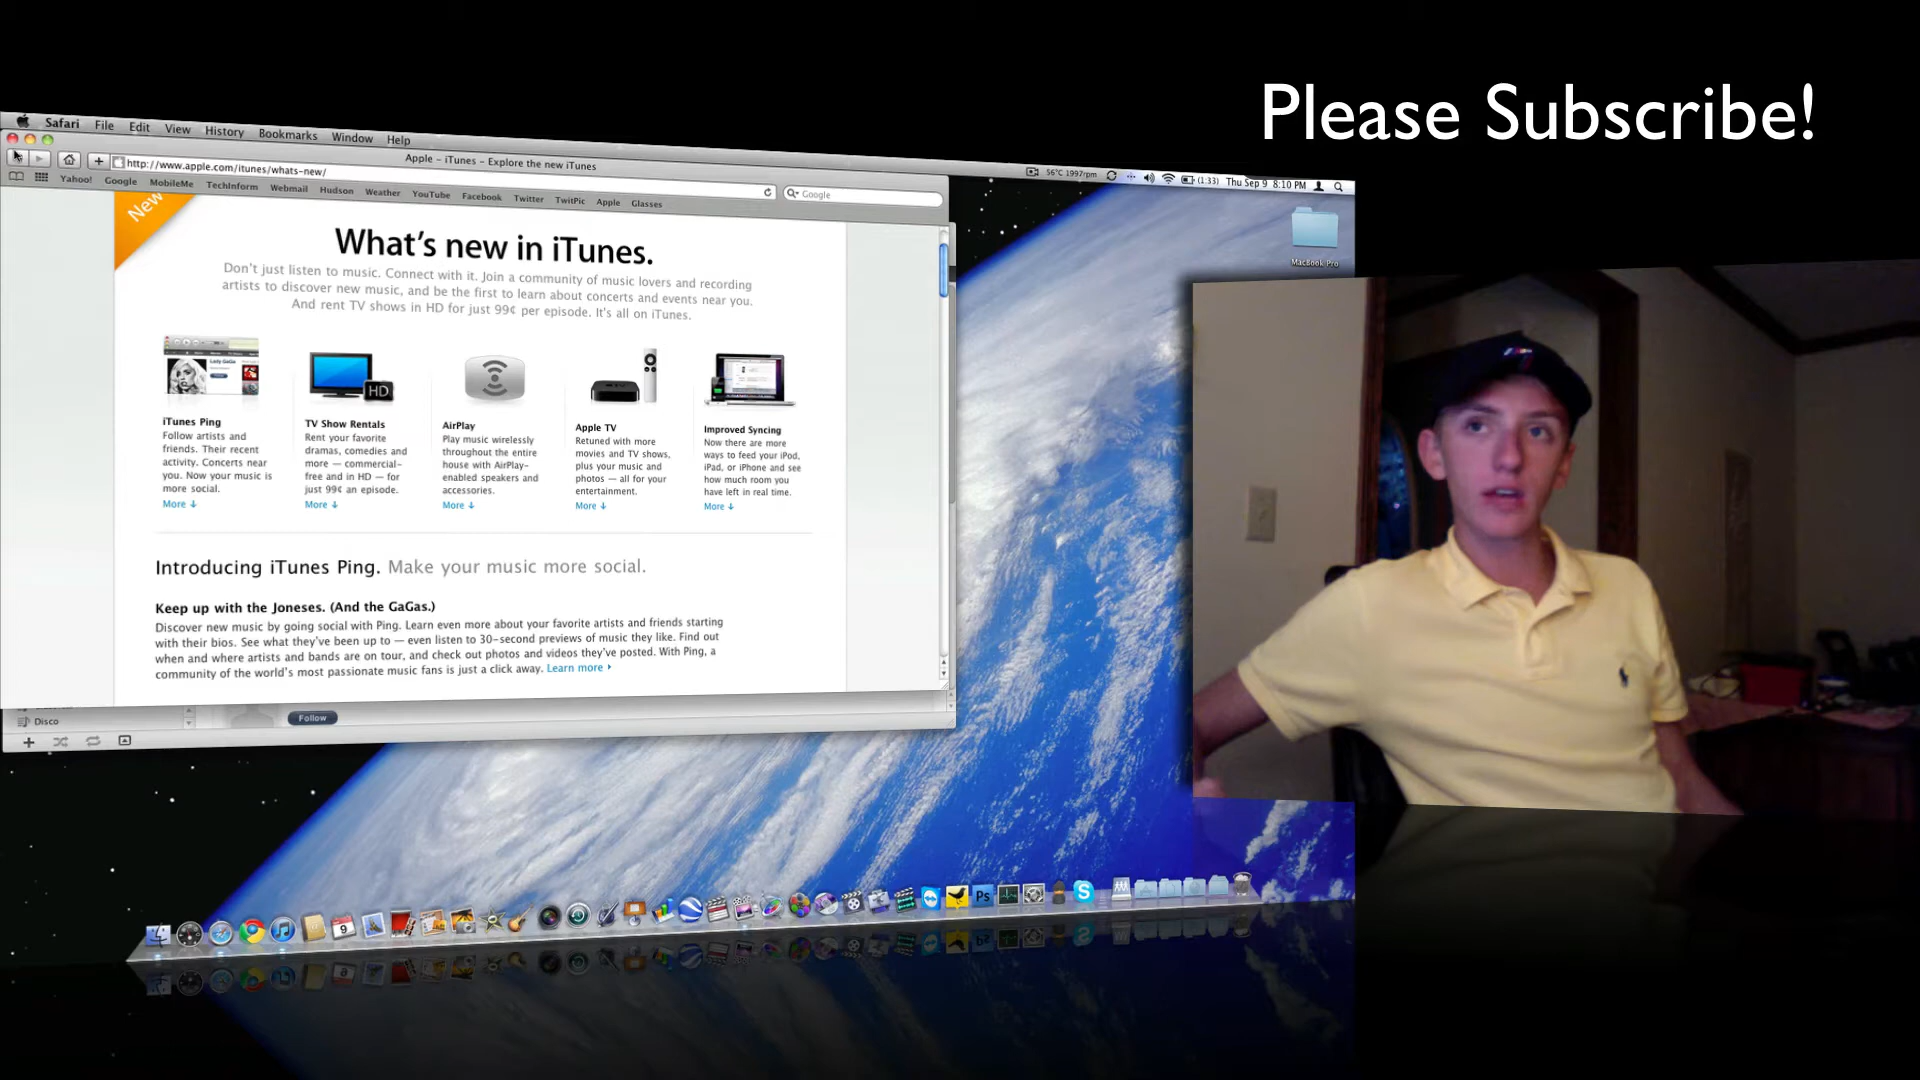 Please Subscribe!
Safari File Edit View History Bookmarks Window Help
56°C 1997rpm (1:33) Thu Sep 9 8:10 PM
Apple - iTunes - Explore the new iTunes
http://www.apple.com/itunes/whats-new/
Google
Yahoo! Google MobileMe TechInform Webmail Hudson Weather YouTube Facebook Twitter TwitPic Apple Glasses
MacBook Pro
New
What's new in iTunes.
Don't just listen to music. Connect with it. Join a community of music lovers and recording
artists to discover new music, and be the first to learn about concerts and events near you.
And rent TV shows in HD for just 99¢ per episode. It's all on iTunes.
HD
iTunes Ping
Follow artists and
friends. Their recent
activity. Concerts near
you. Now your music is
more social.
More ↓
TV Show Rentals
Rent your favorite
dramas, comedies and
more — commercial-
free and in HD — for
just 99¢ an episode.
More ↓
AirPlay
Play music wirelessly
throughout the entire
house with AirPlay-
enabled speakers and
accessories.
More ↓
Apple TV
Retuned with more
movies and TV shows,
plus your music and
photos — all for your
entertainment.
More ↓
Improved Syncing
Now there are more
ways to feed your iPod,
iPad, or iPhone and see
how much room you
have left in real time.
More ↓
Introducing iTunes Ping. Make your music more social.
Keep up with the Joneses. (And the GaGas.)
Discover new music by going social with Ping. Learn even more about your favorite artists and friends starting
with their bios. See what they've been up to — even listen to 30-second previews of music they like. Find out
when and where artists and bands are on tour, and check out photos and videos they've posted. With Ping, a
community of the world's most passionate music fans is just a click away. Learn more
Disco
Follow
9
Ps